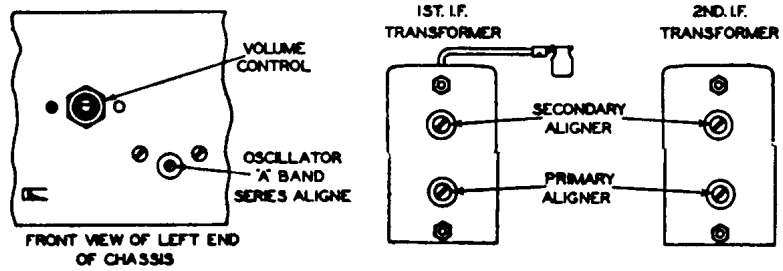 VOLUME
CONTROL
OSCILLATOR
"A" BAND
SERIES ALIGNE
FRONT VIEW OF LEFT END
OF CHASSIS
1ST. I.F.
TRANSFORMER
2ND. I.F.
TRANSFORMER
SECONDARY
ALIGNER
PRIMARY
ALIGNER